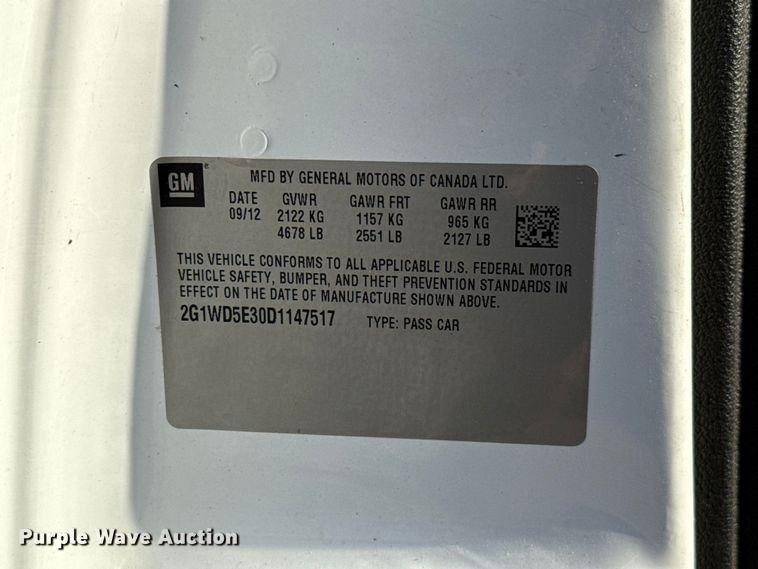 GM
MFD BY GENERAL MOTORS OF CANADA LTD.
DATE GVWR GAWR FRT GAWR RR
09/12 2122 KG 1157 KG 965 KG
4678 LB 2551 LB 2127 LB
THIS VEHICLE CONFORMS TO ALL APPLICABLE U.S. FEDERAL MOTOR
VEHICLE SAFETY, BUMPER, AND THEFT PREVENTION STANDARDS IN
EFFECT ON THE DATE OF MANUFACTURE SHOWN ABOVE.
2G1WD5E30D1147517 TYPE: PASS CAR
Purple Wave Auction